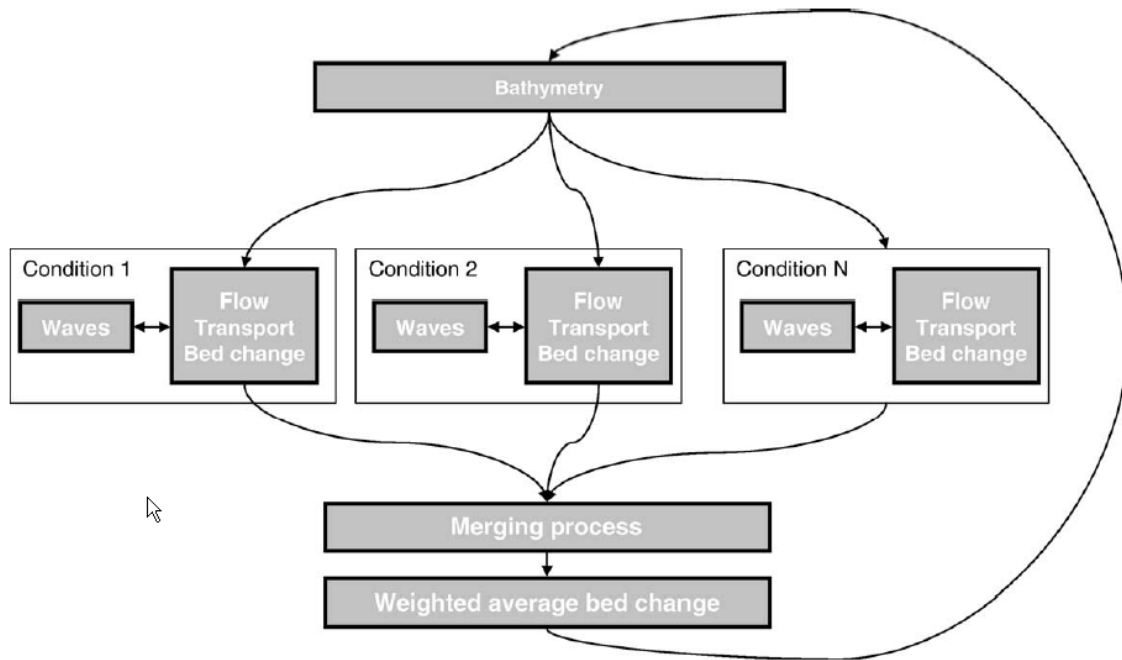 Bathymetry
Condition 1
Waves
Flow
Transport
Bed change
Condition 2
Waves
Flow
Transport
Bed change
Condition N
Waves
Flow
Transport
Bed change
Merging process
Weighted average bed change